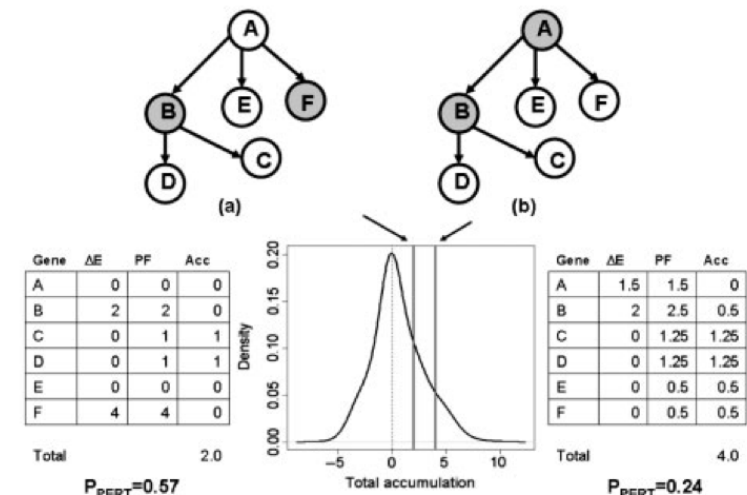 A
A
B
E
F
B
E
F
D
C
D
C
(a)
(b)
Gene ΔE PF Acc
A 0 0 0
B 2 2 0
C 0 1 1
D 0 1 1
E 0 0 0
F 4 4 0
Total 2.0
P_PERT=0.57
Density
0.20
0.15
0.10
0.05
0.00
−5 0 5 10
Total accumulation
Gene ΔE PF Acc
A 1.5 1.5 0
B 2 2.5 0.5
C 0 1.25 1.25
D 0 1.25 1.25
E 0 0.5 0.5
F 0 0.5 0.5
Total 4.0
P_PERT=0.24